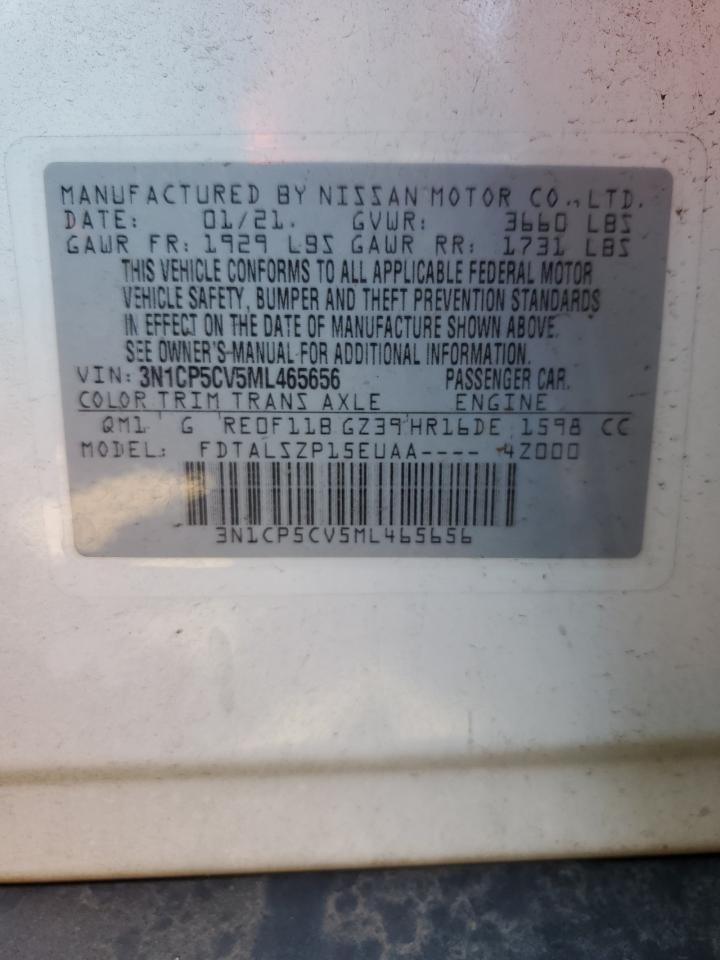 MANUFACTURED BY NISSAN MOTOR CO., LTD.
DATE: 01/21. GVWR: 3660 LBS
GAWR FR: 1929 LBS GAWR RR: 1731 LBS
THIS VEHICLE CONFORMS TO ALL APPLICABLE FEDERAL MOTOR
VEHICLE SAFETY, BUMPER AND THEFT PREVENTION STANDARDS
IN EFFECT ON THE DATE OF MANUFACTURE SHOWN ABOVE.
SEE OWNER'S MANUAL FOR ADDITIONAL INFORMATION.
VIN: 3N1CP5CV5ML465656 PASSENGER CAR.
COLOR TRIM TRANS AXLE ENGINE
QM1 G RE0F11B GZ39 HR16DE 1598 CC
MODEL: FDTALSZP15EUAA---- 4Z000
3N1CP5CV5ML465656